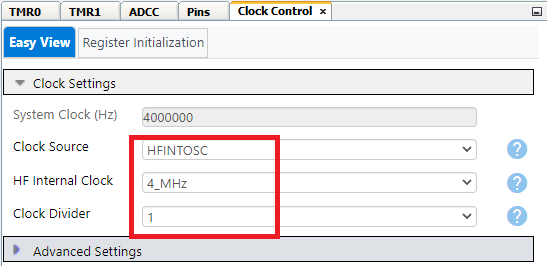 TMR0 TMR1 ADCC Pins Clock Control ×
Easy View Register Initialization
Clock Settings
System Clock (Hz) 4000000
Clock Source HFINTOSC ?
HF Internal Clock 4_MHz ?
Clock Divider 1 ?
Advanced Settings